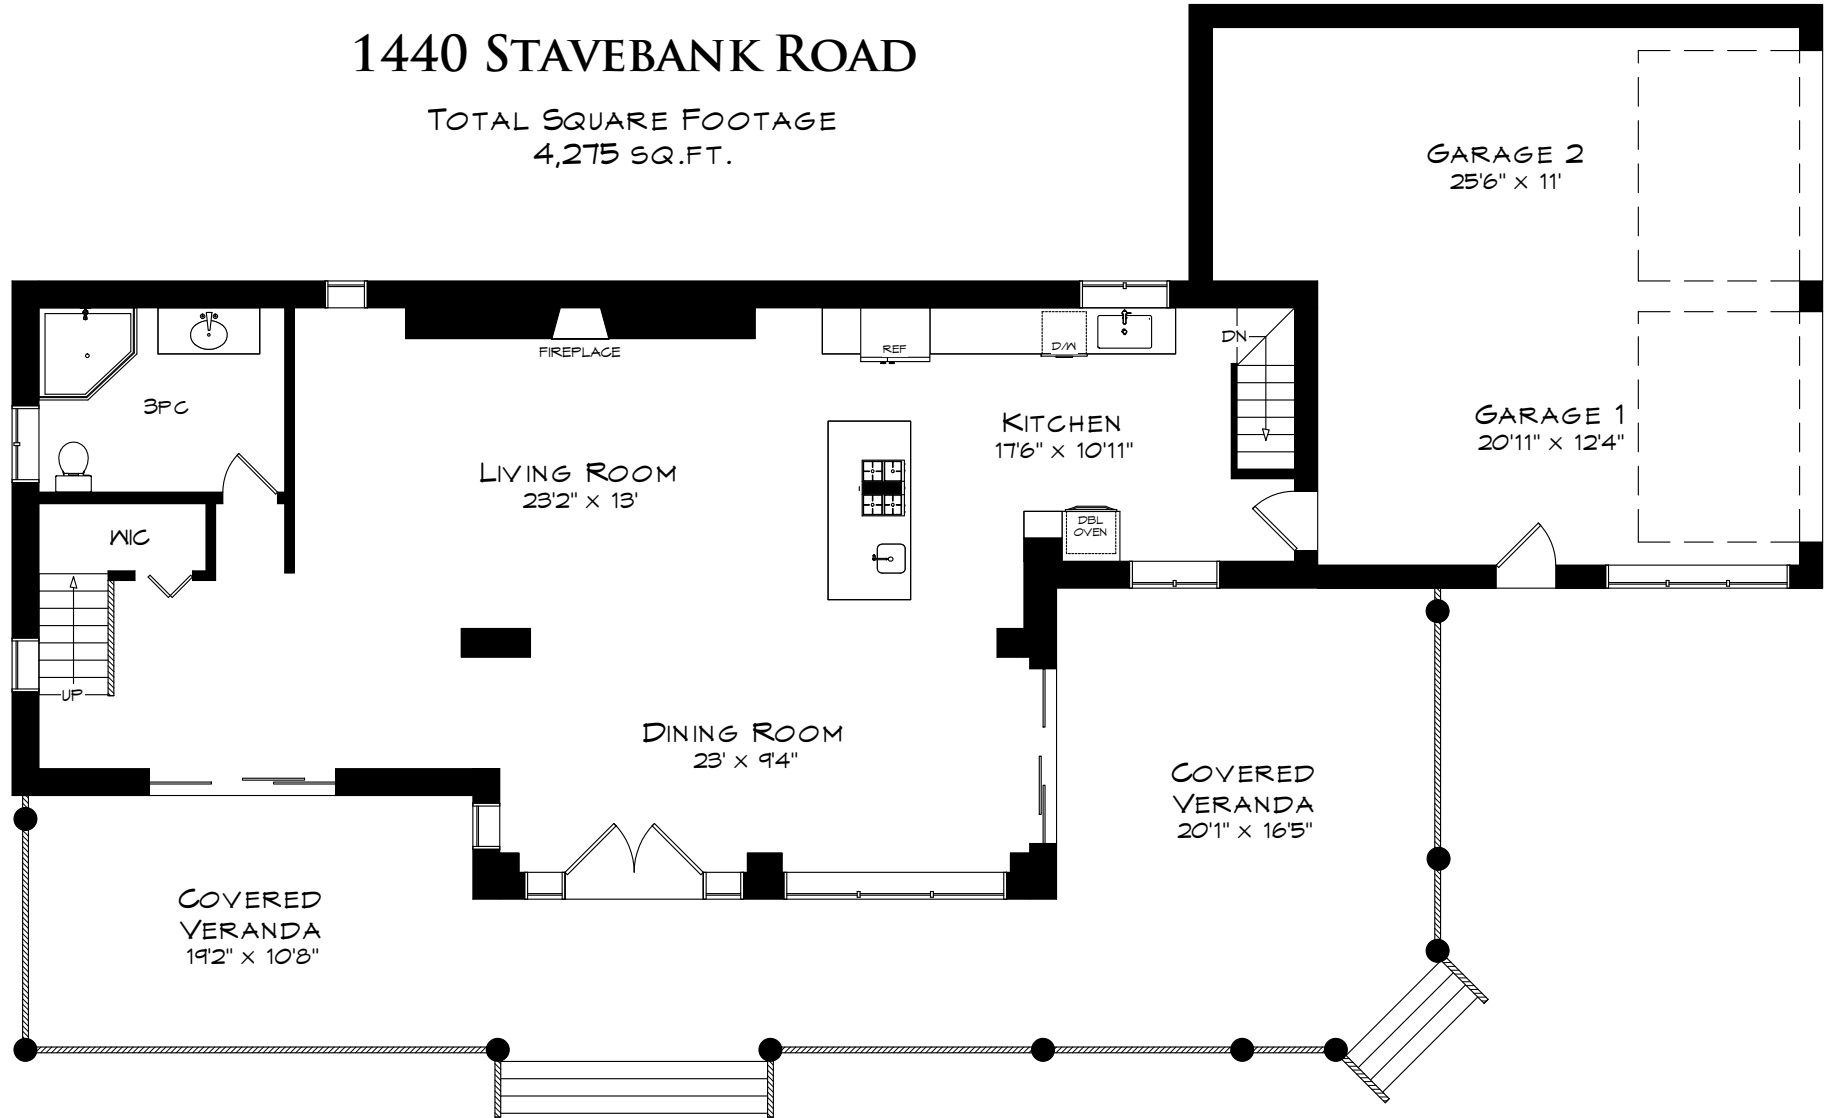 1440 STAVEBANK ROAD
TOTAL SQUARE FOOTAGE
4,275 SQ.FT.
GARAGE 2
25'6" x 11'
FIREPLACE
REF
D/W
DN
3PC
KITCHEN
17'6" x 10'11"
GARAGE 1
20'11" x 12'4"
LIVING ROOM
23'2" x 13'
WIC
DBL
OVEN
UP
DINING ROOM
23' x 9'4"
COVERED
VERANDA
20'1" x 16'5"
COVERED
VERANDA
19'2" x 10'8"